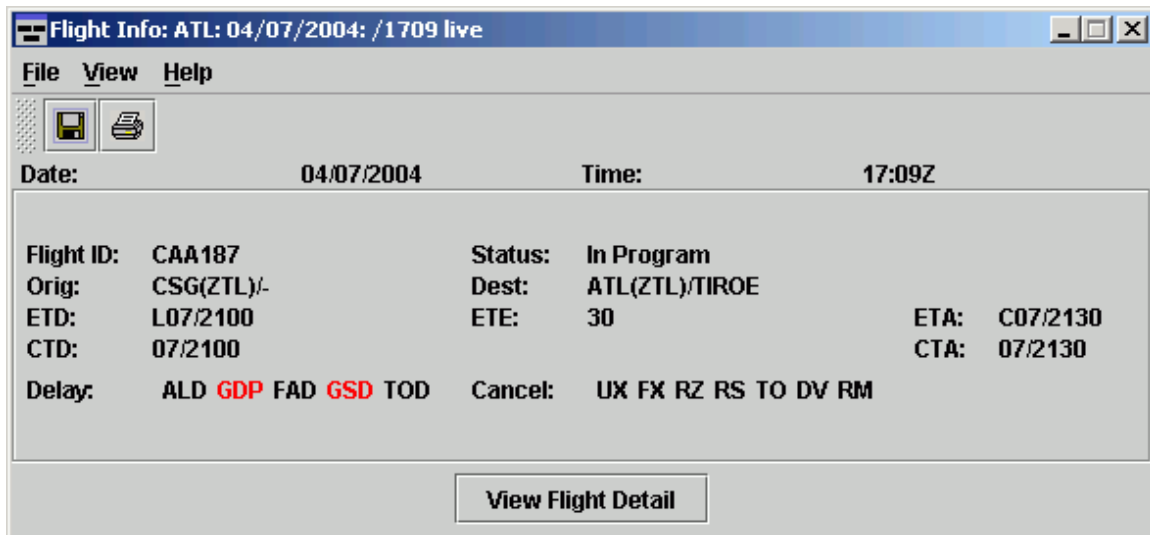 Flight Info: ATL: 04/07/2004: /1709 live
File View Help
Date: 04/07/2004 Time: 17:09Z
Flight ID: CAA187 Status: In Program
Orig: CSG(ZTL)/- Dest: ATL(ZTL)/TIROE
ETD: L07/2100 ETE: 30 ETA: C07/2130
CTD: 07/2100 CTA: 07/2130
Delay: ALD GDP FAD GSD TOD Cancel: UX FX RZ RS TO DV RM
View Flight Detail